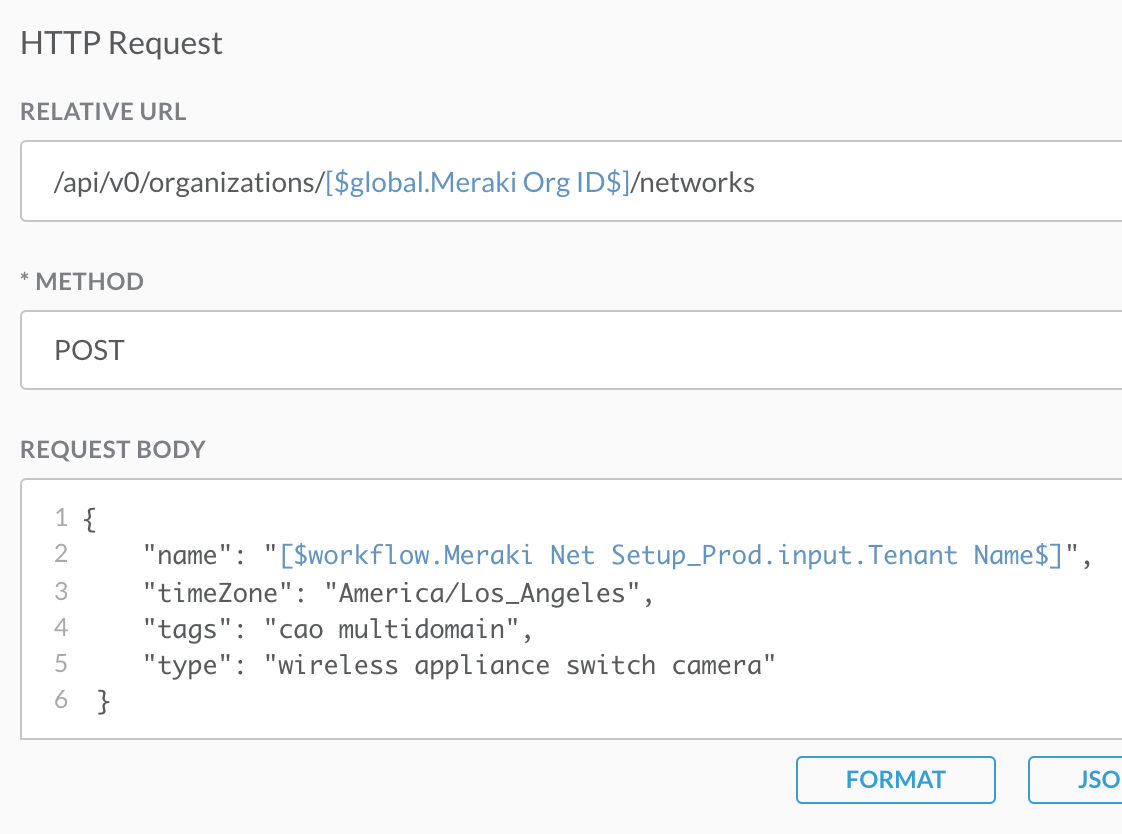 HTTP Request
RELATIVE URL
/api/v0/organizations/[$global.Meraki Org ID$]/networks
* METHOD
POST
REQUEST BODY
1 {
2 "name": "[$workflow.Meraki Net Setup_Prod.input.Tenant Name$]",
3 "timeZone": "America/Los_Angeles",
4 "tags": "cao multidomain",
5 "type": "wireless appliance switch camera"
6 }
FORMAT JSO